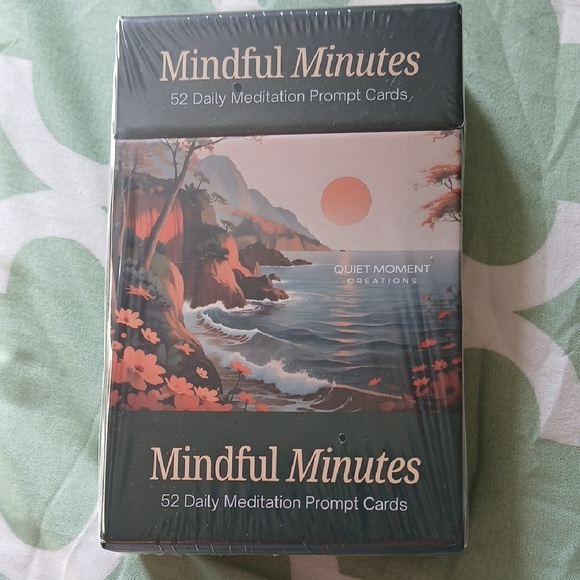 Mindful Minutes
52 Daily Meditation Prompt Cards
QUIET MOMENT
CREATIONS
Mindful Minutes
52 Daily Meditation Prompt Cards